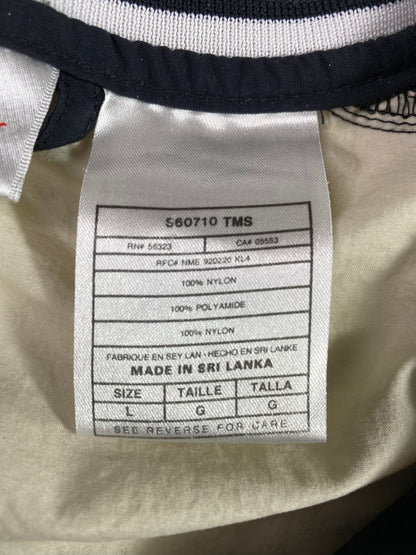 560710 TMS
RN# 56323 CA# 05553
RFC# NME 920220 KL4
100% NYLON
100% POLYAMIDE
100% NYLON
FABRIQUE EN SEY LAN - HECHO EN SRI LANKE
MADE IN SRI LANKA
SIZE TAILLE TALLA
L G G
SEE REVERSE FOR CARE